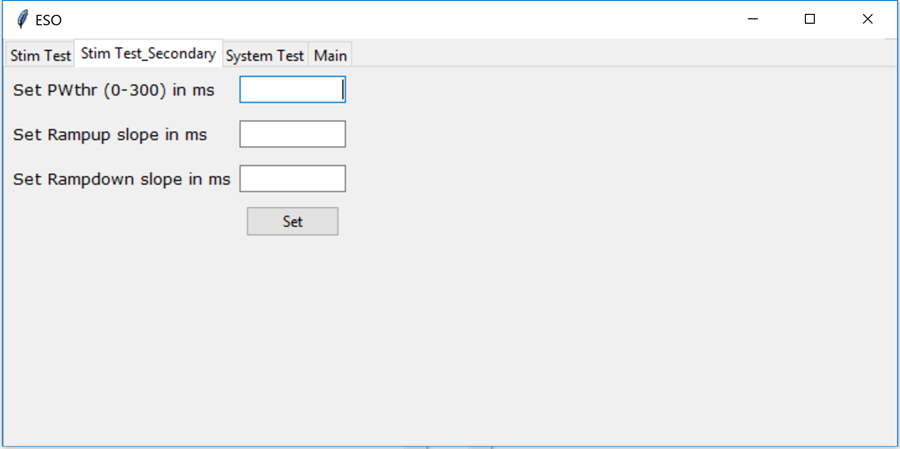 ESO
Stim Test Stim Test_Secondary System Test Main
Set PWthr (0-300) in ms
Set Rampup slope in ms
Set Rampdown slope in ms
Set